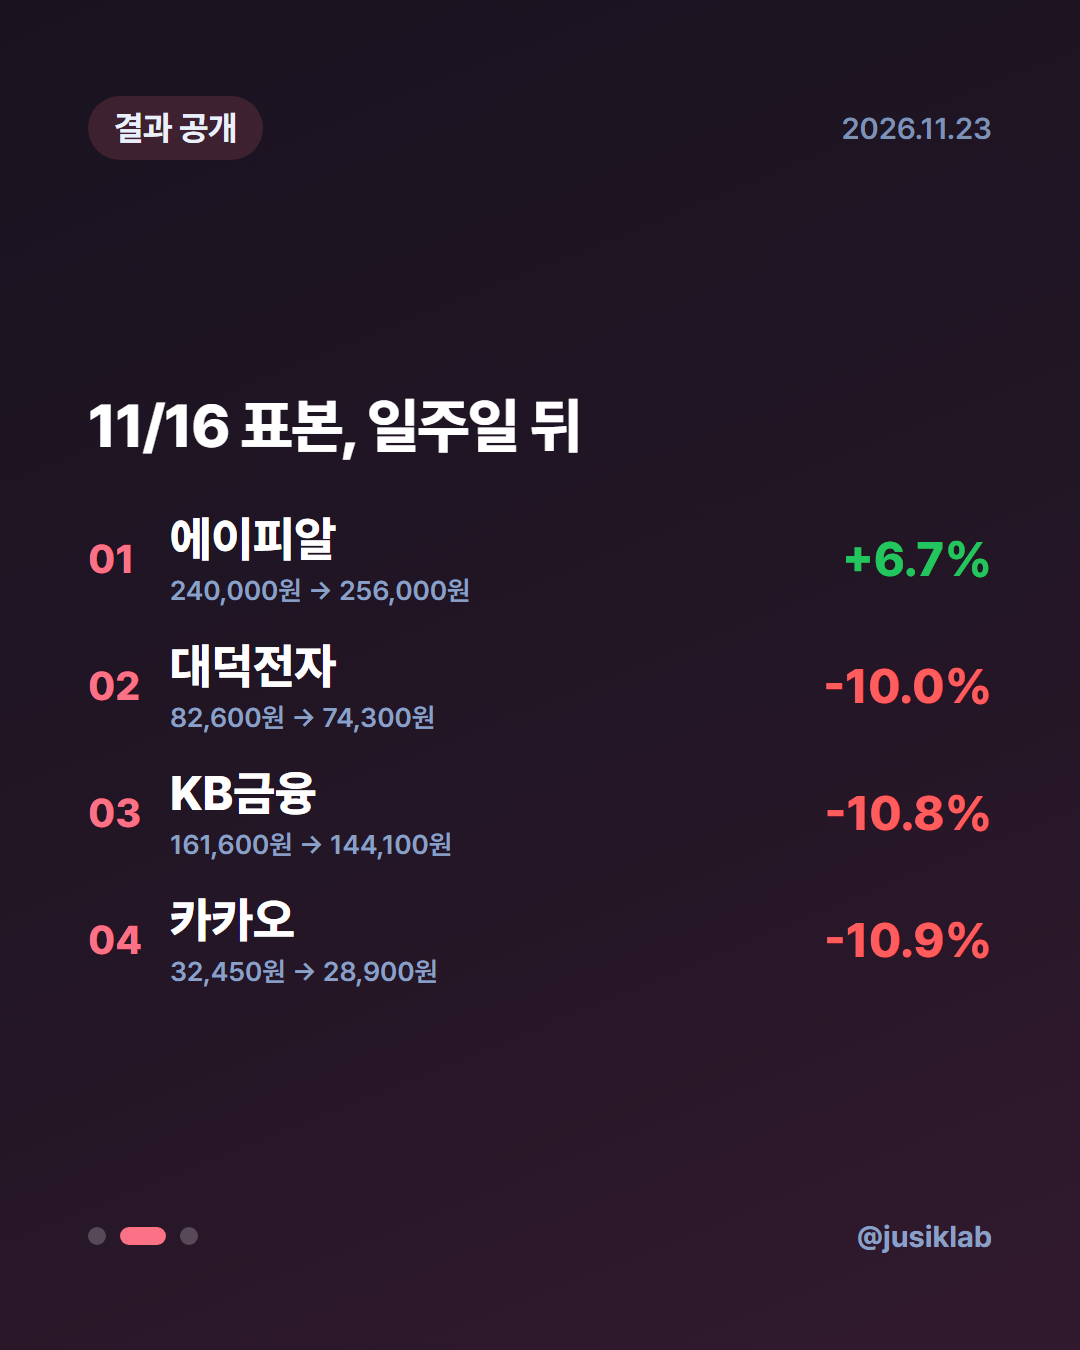 결과 공개
2026.11.23
11/16 표본, 일주일 뒤
01
에이피알
240,000원 → 256,000원
+6.7%
02
대덕전자
82,600원 → 74,300원
-10.0%
03
KB금융
161,600원 → 144,100원
-10.8%
04
카카오
32,450원 → 28,900원
-10.9%
@jusiklab